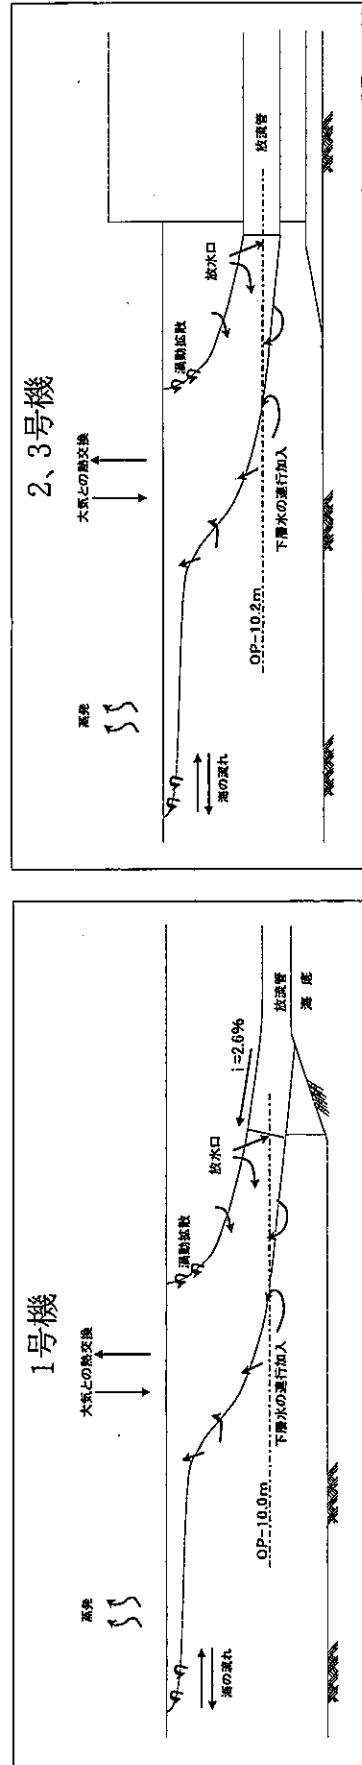 1号機
大気との熱交換
蒸発
渦動拡散
海の流れ
放水口
i=2.6%
放流管
海底
下層水の連行加入
OP-10.0m
2、3号機
大気との熱交換
蒸発
渦動拡散
海の流れ
放水口
放流管
下層水の連行加入
OP-10.2m